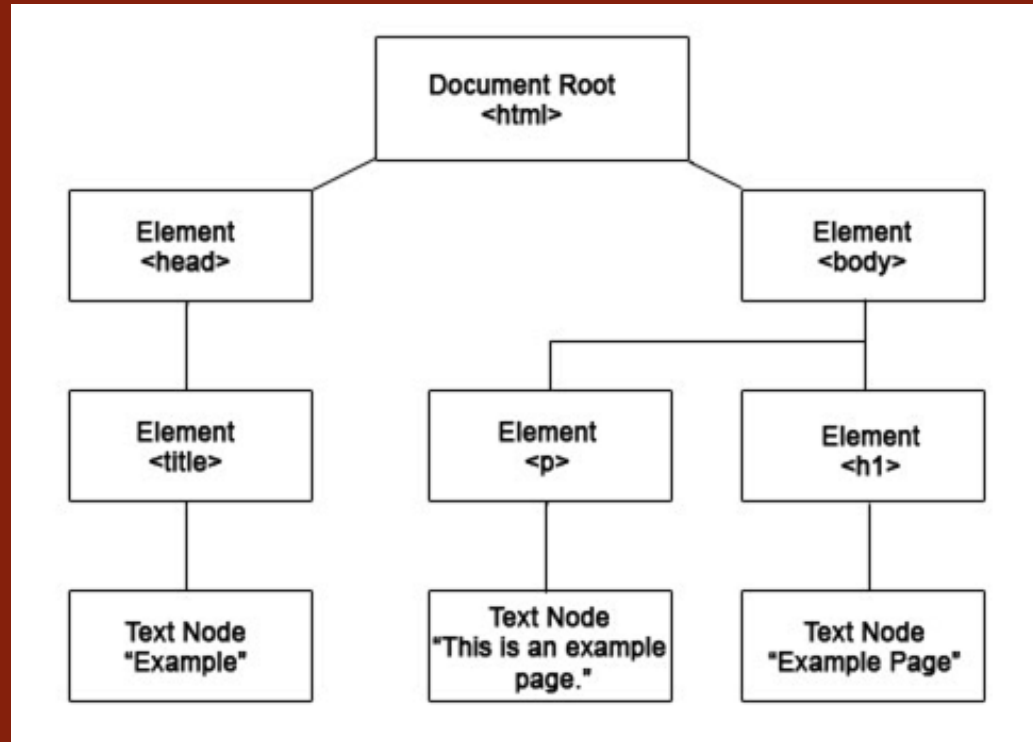 Document Root
<html>
Element
<head>
Element
<body>
Element
<title>
Element
<p>
Element
<h1>
Text Node
“Example”
Text Node
“This is an example
page.”
Text Node
“Example Page”